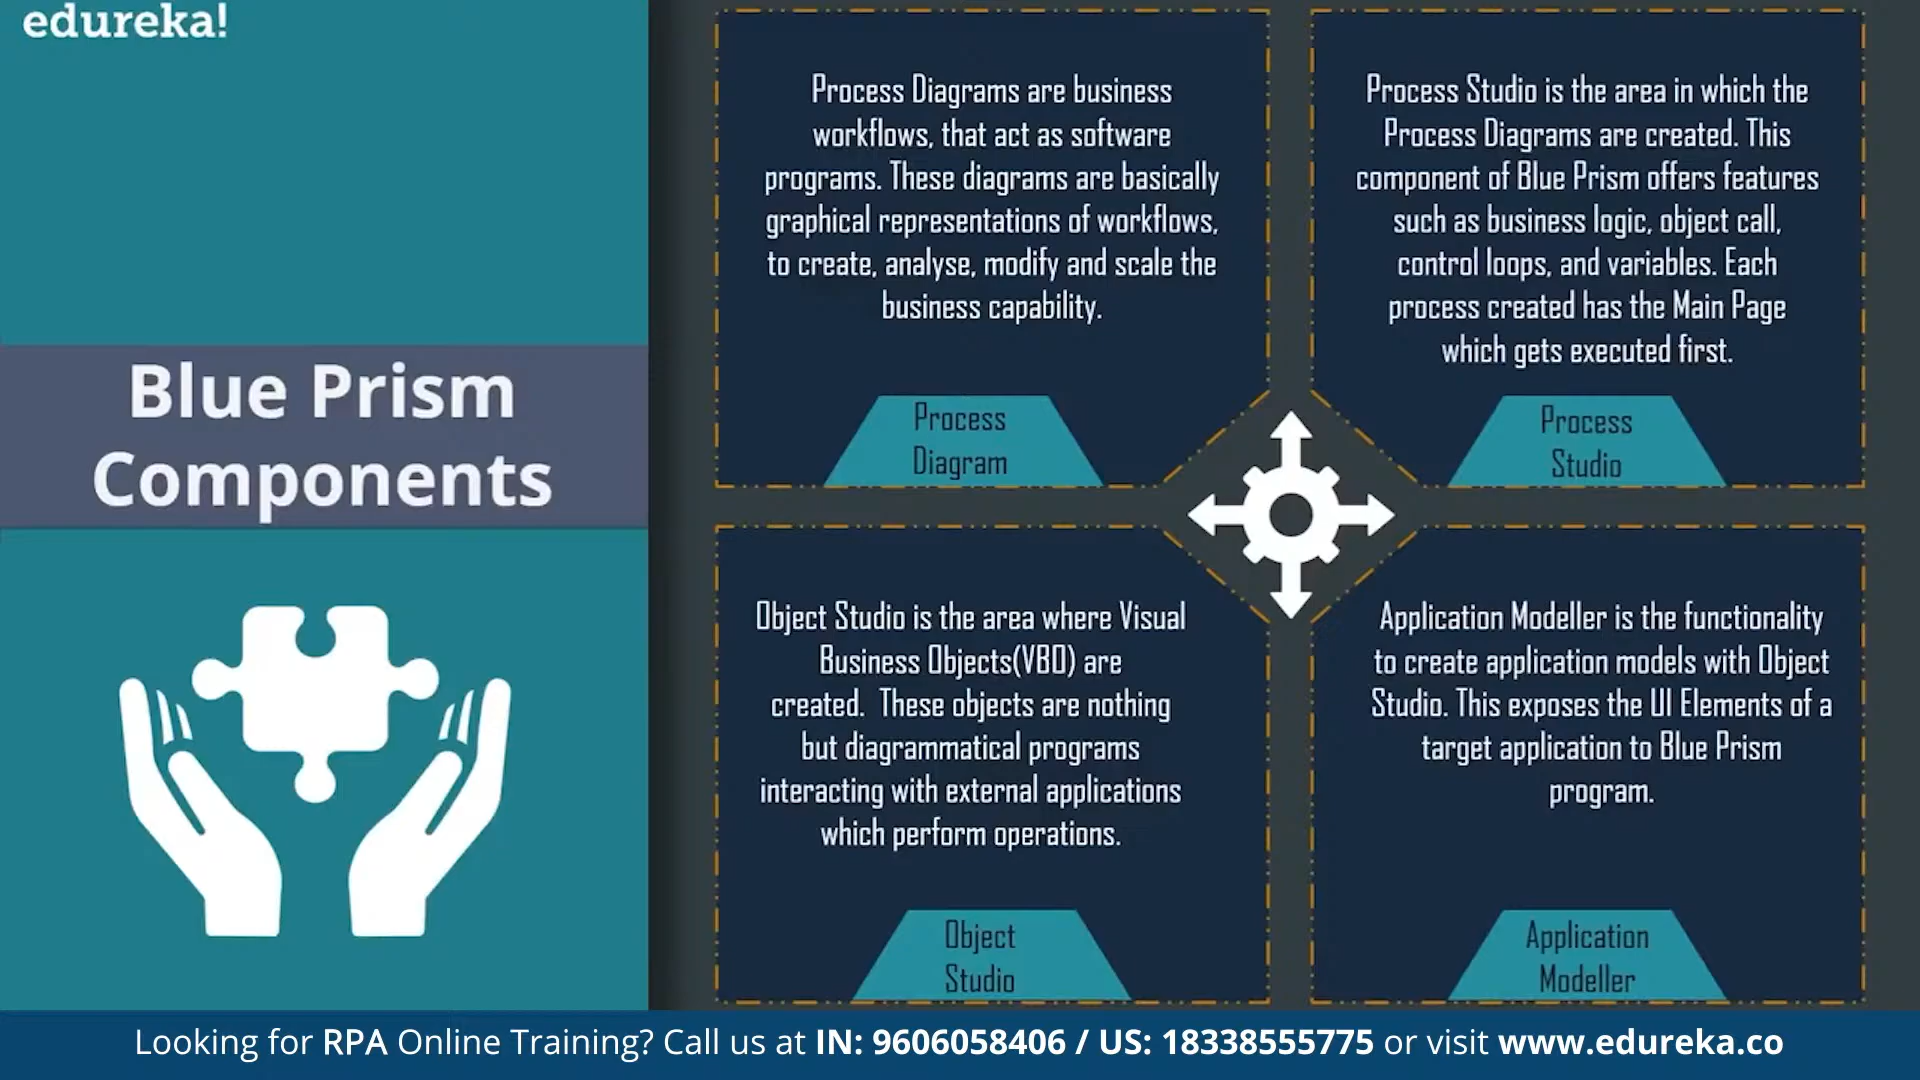 edureka!
Blue Prism
Components
Process Diagrams are business
workflows, that act as software
programs. These diagrams are basically
graphical representations of workflows,
to create, analyse, modify and scale the
business capability.
Process
Diagram
Process Studio is the area in which the
Process Diagrams are created. This
component of Blue Prism offers features
such as business logic, object call,
control loops, and variables. Each
process created has the Main Page
which gets executed first.
Process
Studio
Object Studio is the area where Visual
Business Objects(VBO) are
created. These objects are nothing
but diagrammatical programs
interacting with external applications
which perform operations.
Object
Studio
Application Modeller is the functionality
to create application models with Object
Studio. This exposes the UI Elements of a
target application to Blue Prism
program.
Application
Modeller
Looking for RPA Online Training? Call us at IN: 9606058406 / US: 18338555775 or visit www.edureka.co